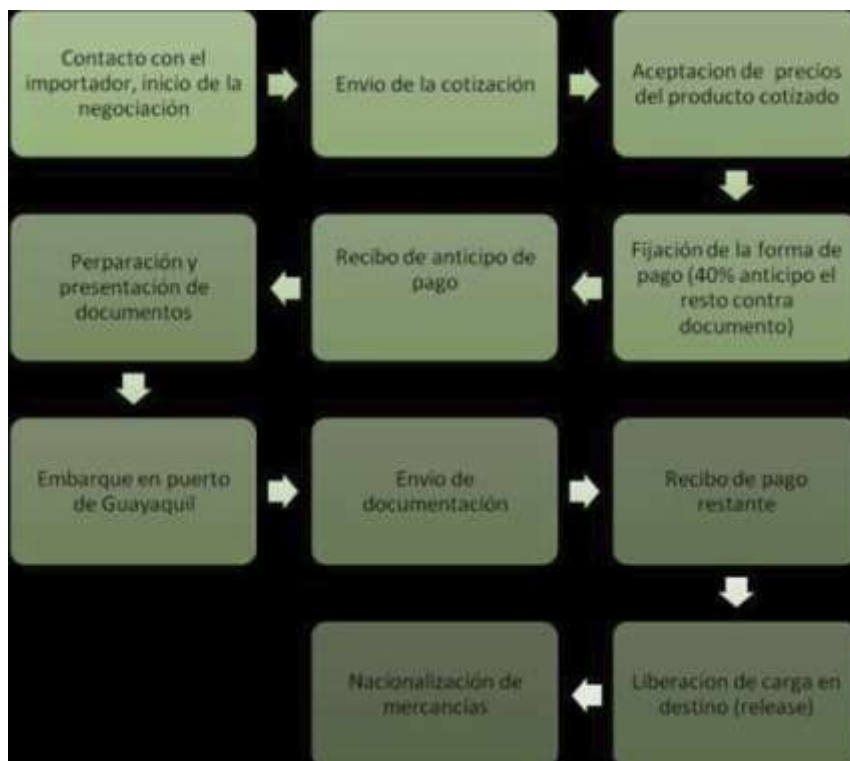 Contacto con el
importador, inicio de la
negociación
Envio de la cotización
Aceptacion de precios
del producto cotizado
Fijación de la forma de
pago (40% anticipo el
resto contra
documento)
Recibo de anticipo de
pago
Perparación y
presentación de
documentos
Embarque en puerto
de Guayaquil
Envio de
documentación
Recibo de pago
restante
Liberacion de carga en
destino (release)
Nacionalización de
mercancias